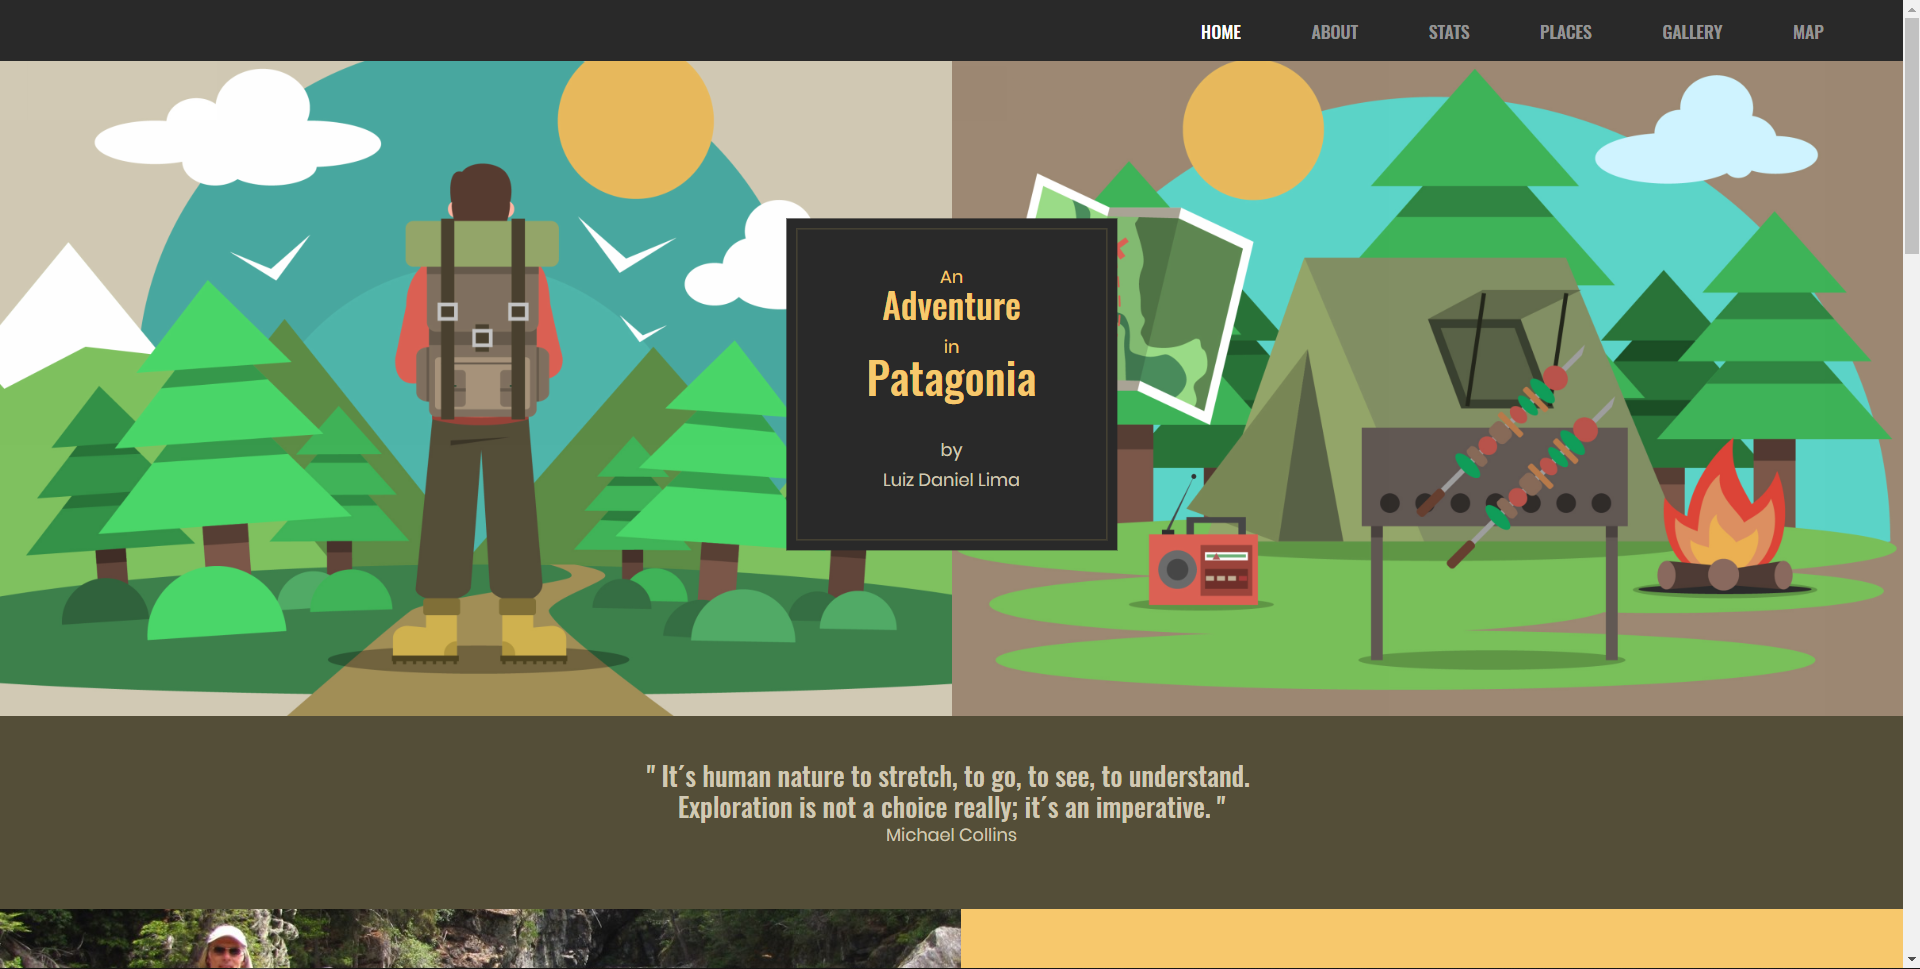 HOME ABOUT STATS PLACES GALLERY MAP
An
Adventure
in
Patagonia
by
Luiz Daniel Lima
" It´s human nature to stretch, to go, to see, to understand.
Exploration is not a choice really; it´s an imperative. "
Michael Collins